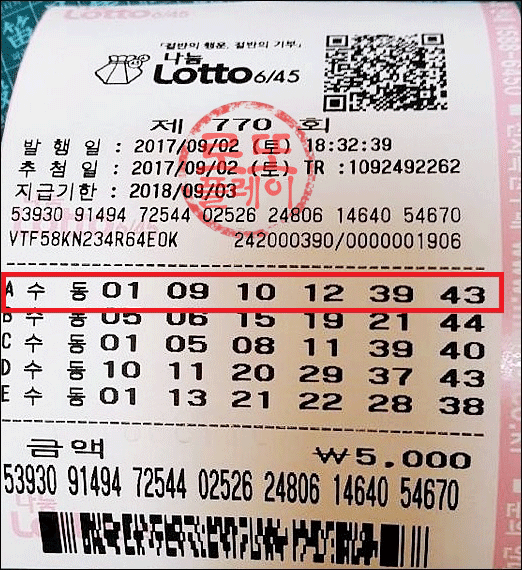 「절반의 행운, 절반의 기부」
나눔
Lotto 6/45
제 770 회
로또
플레이
발 행 일 : 2017/09/02 (토) 18:32:39
추 첨 일 : 2017/09/02 (토) TR : 1092492262
지급기한 : 2018/09/03
53930 91494 72544 02526 24806 14640 54670
VTF58KN234R64E0K 242000390/0000001906
A 수 동 01 09 10 12 39 43
B 수 동 05 06 15 19 21 44
C 수 동 01 05 08 11 39 40
D 수 동 10 11 20 29 37 43
E 수 동 01 13 21 22 28 38
금액 ₩5,000
53930 91494 72544 02526 24806 14640 54670